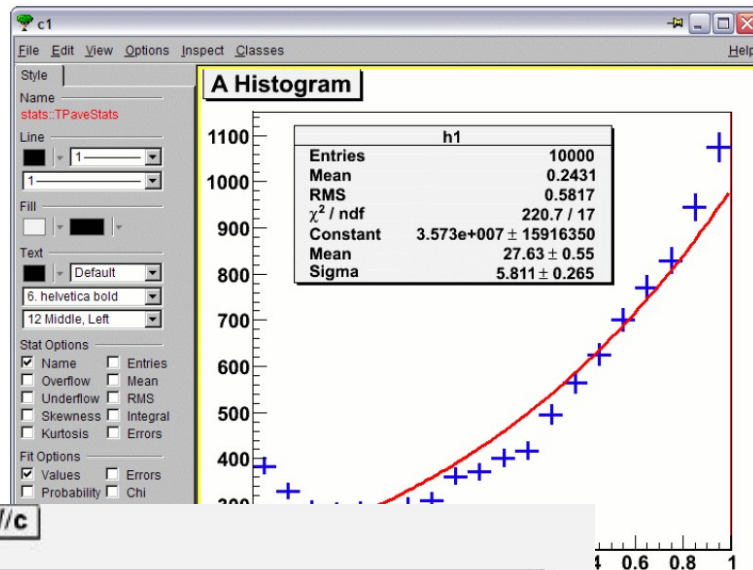 c1
File Edit View Options Inspect Classes Help
Style
Name
stats::TPaveStats
Line
1
1
Fill
Text
Default
6. helvetica bold
12 Middle, Left
Stat Options
Name Entries
Overflow Mean
Underflow RMS
Skewness Integral
Kurtosis Errors
Fit Options
Values Errors
Probability Chi
A Histogram
h1
Entries 10000
Mean 0.2431
RMS 0.5817
χ² / ndf 220.7 / 17
Constant 3.573e+007 ± 15916350
Mean 27.63 ± 0.55
Sigma 5.811 ± 0.265
1100
1000
900
800
700
600
500
400
300
0.6 0.8 1